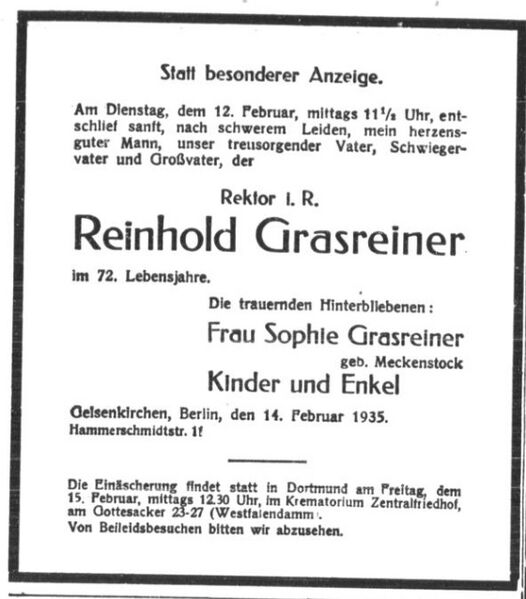 Statt besonderer Anzeige.
Am Dienstag, dem 12. Februar, mittags 11½ Uhr, ent-
schlief sanft, nach schwerem Leiden, mein herzens-
guter Mann, unser treusorgender Vater, Schwieger-
vater und Großvater, der
Rektor i. R.
Reinhold Grasreiner
im 72. Lebensjahre.
Die trauernden Hinterbliebenen:
Frau Sophie Grasreiner
geb. Meckenstock
Kinder und Enkel
Gelsenkirchen, Berlin, den 14. Februar 1935.
Hammerschmidtstr.
Die Einäscherung findet statt in Dortmund am Freitag, dem
15. Februar, mittags 12.30 Uhr, im Krematorium Zentralfriedhof,
am Gottesacker 23-27 (Westfalendamm).
Von Beileidsbesuchen bitten wir abzusehen.